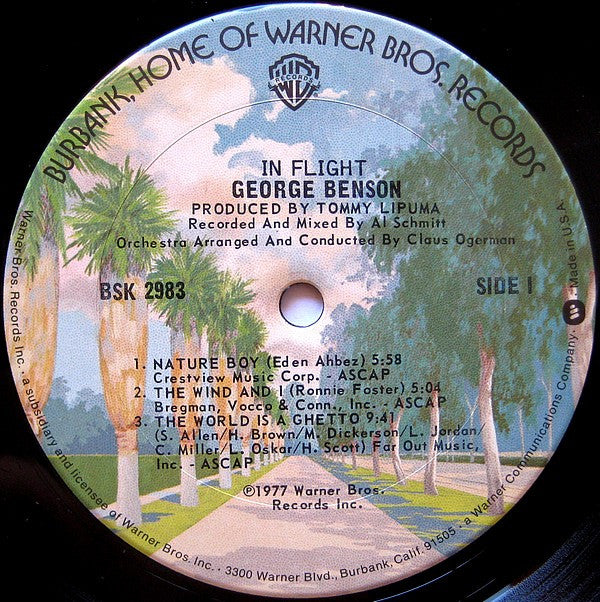 BURBANK, HOME OF WARNER BROS. RECORDS
RECORDS
IN FLIGHT
GEORGE BENSON
PRODUCED BY TOMMY LIPUMA
Recorded And Mixed By Al Schmitt
Orchestra Arranged And Conducted By Claus Ogerman
BSK 2983
SIDE I
1. NATURE BOY (Eden Ahbez) 5:58
Crestview Music Corp. - ASCAP
2. THE WIND AND I (Ronnie Foster) 5:04
Bregman, Vocco & Conn., Inc. - ASCAP
3. THE WORLD IS A GHETTO 9:41
(S. Allen/H. Brown/M. Dickerson/L. Jordan/
C. Miller/L. Oskar/H. Scott) Far Out Music,
Inc. - ASCAP
℗1977 Warner Bros.
Records Inc.
Warner Bros. Records Inc. · a subsidiary and licensee of Warner Bros. Inc. · 3300 Warner Blvd., Burbank, Calif. 91505 · a Warner Communications Company · Made in U.S.A.